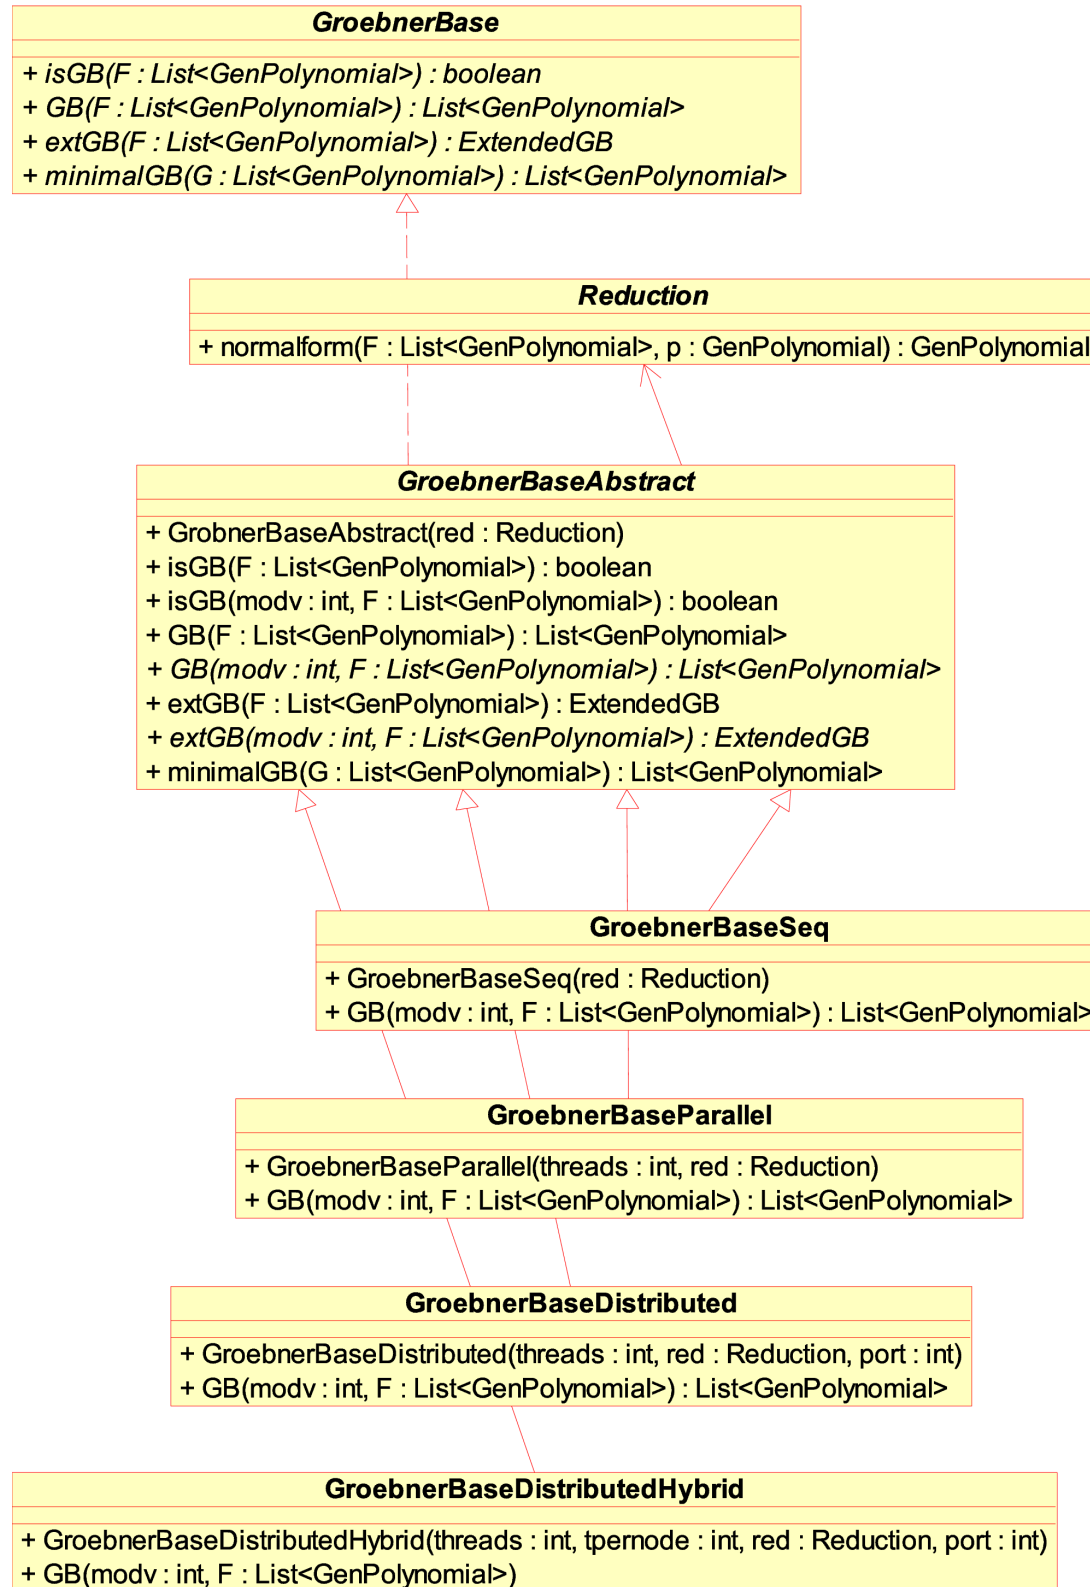 GroebnerBase
+ isGB(F : List<GenPolynomial>) : boolean
+ GB(F : List<GenPolynomial>) : List<GenPolynomial>
+ extGB(F : List<GenPolynomial>) : ExtendedGB
+ minimalGB(G : List<GenPolynomial>) : List<GenPolynomial>
Reduction
+ normalform(F : List<GenPolynomial>, p : GenPolynomial) : GenPolynomial
GroebnerBaseAbstract
+ GrobnerBaseAbstract(red : Reduction)
+ isGB(F : List<GenPolynomial>) : boolean
+ isGB(modv : int, F : List<GenPolynomial>) : boolean
+ GB(F : List<GenPolynomial>) : List<GenPolynomial>
+ GB(modv : int, F : List<GenPolynomial>) : List<GenPolynomial>
+ extGB(F : List<GenPolynomial>) : ExtendedGB
+ extGB(modv : int, F : List<GenPolynomial>) : ExtendedGB
+ minimalGB(G : List<GenPolynomial>) : List<GenPolynomial>
GroebnerBaseSeq
+ GroebnerBaseSeq(red : Reduction)
+ GB(modv : int, F : List<GenPolynomial>) : List<GenPolynomial>
GroebnerBaseParallel
+ GroebnerBaseParallel(threads : int, red : Reduction)
+ GB(modv : int, F : List<GenPolynomial>) : List<GenPolynomial>
GroebnerBaseDistributed
+ GroebnerBaseDistributed(threads : int, red : Reduction, port : int)
+ GB(modv : int, F : List<GenPolynomial>) : List<GenPolynomial>
GroebnerBaseDistributedHybrid
+ GroebnerBaseDistributedHybrid(threads : int, tpernode : int, red : Reduction, port : int)
+ GB(modv : int, F : List<GenPolynomial>)